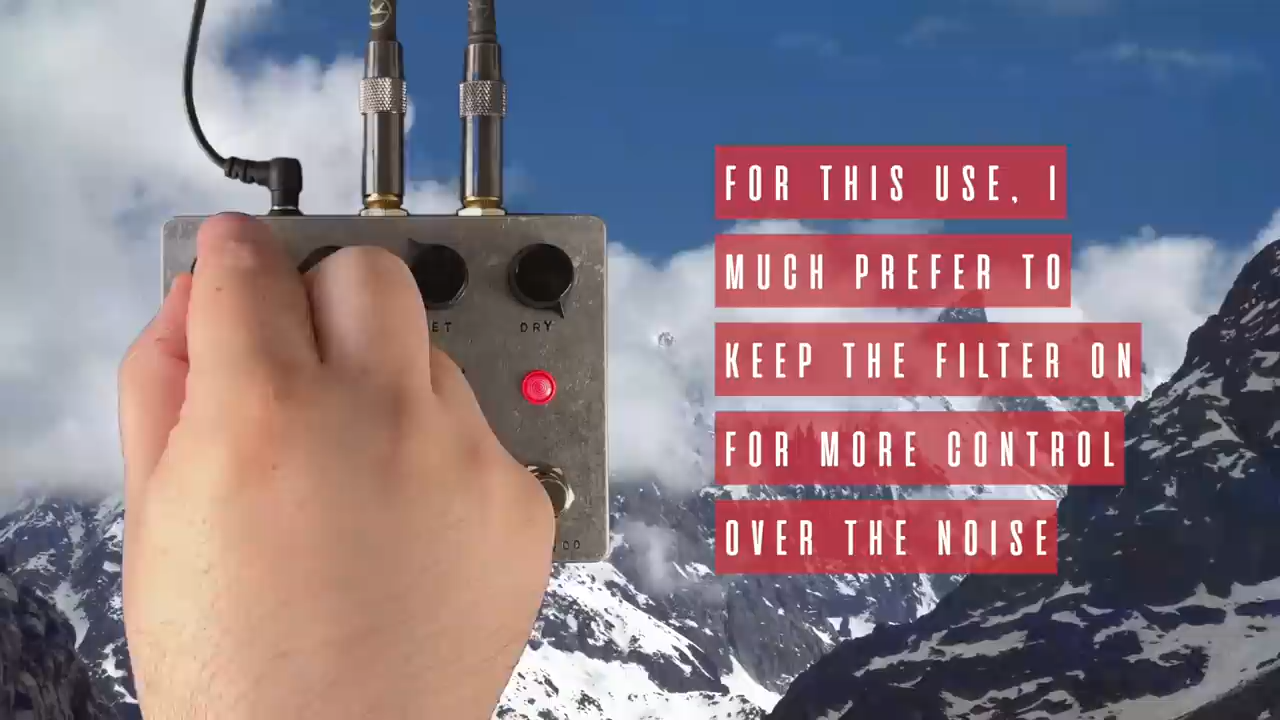 FOR THIS USE, I
MUCH PREFER TO
KEEP THE FILTER ON
FOR MORE CONTROL
OVER THE NOISE
DRY